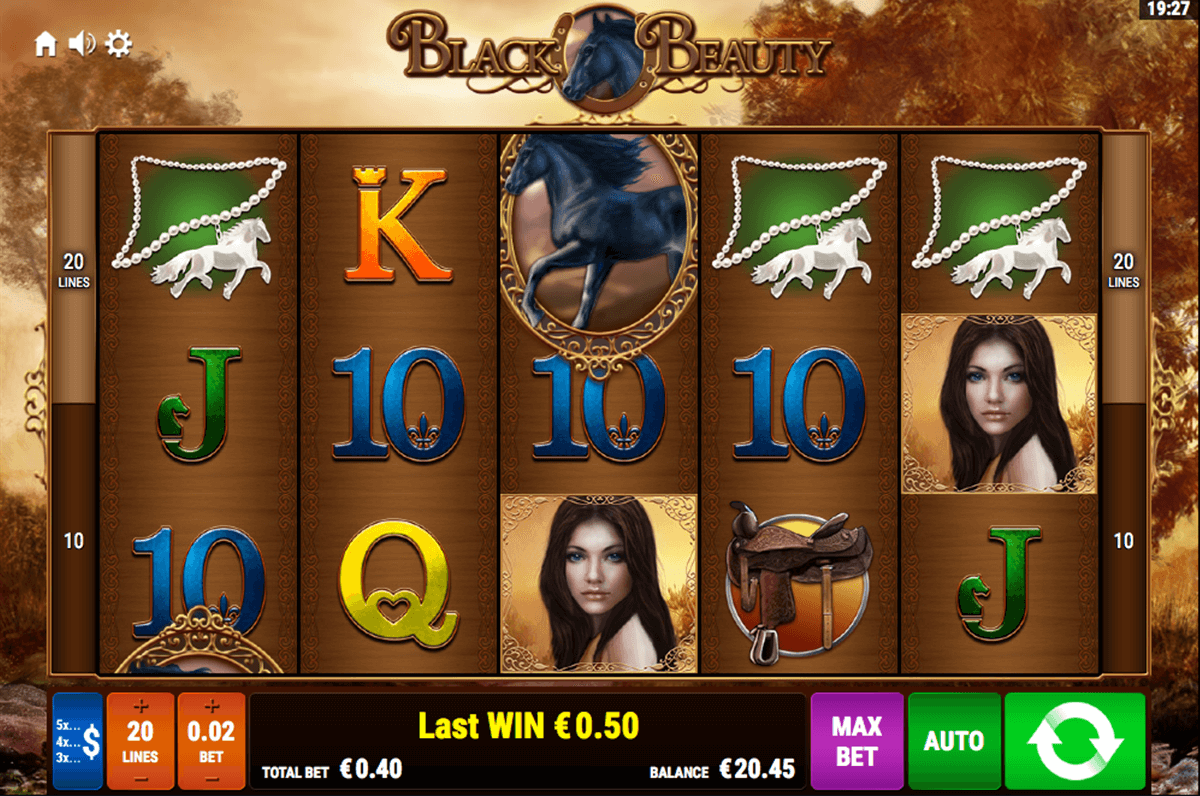 19:27
BLACK BEAUTY
20
LINES
20
LINES
K
J
10
10
10
10
10
10
Q
J
5x...
4x...
3x...
$
+
20
LINES
−
+
0.02
BET
−
Last WIN €0.50
TOTAL BET €0.40
BALANCE €20.45
MAX
BET
AUTO